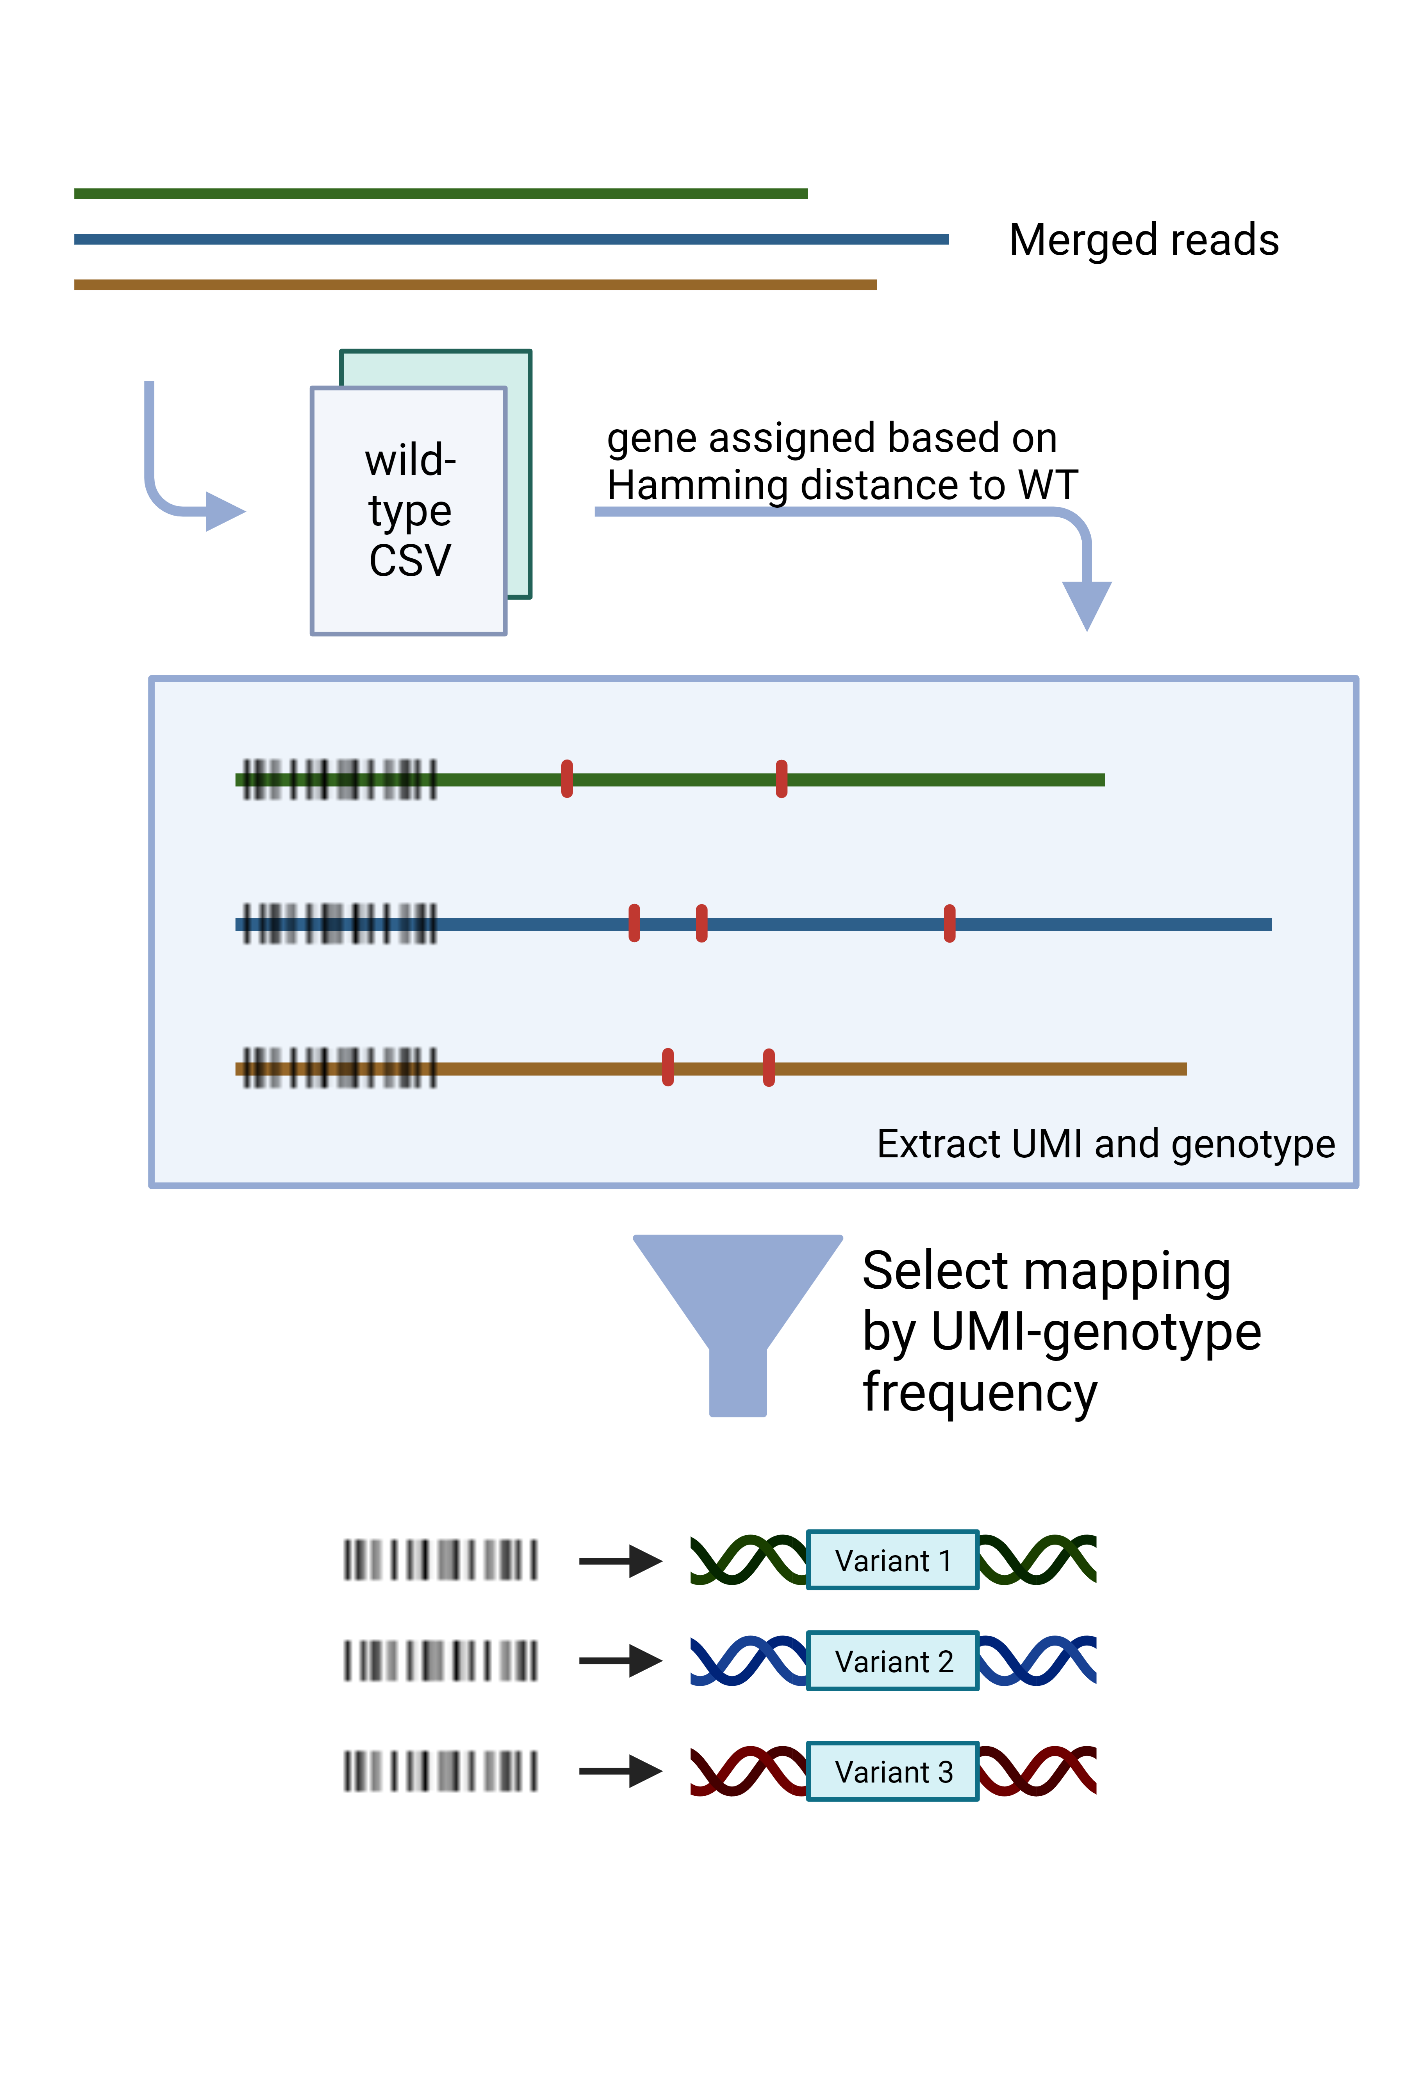 Merged reads
wild-
type
CSV
gene assigned based on
Hamming distance to WT
Extract UMI and genotype
Select mapping
by UMI-genotype
frequency
Variant 1
Variant 2
Variant 3